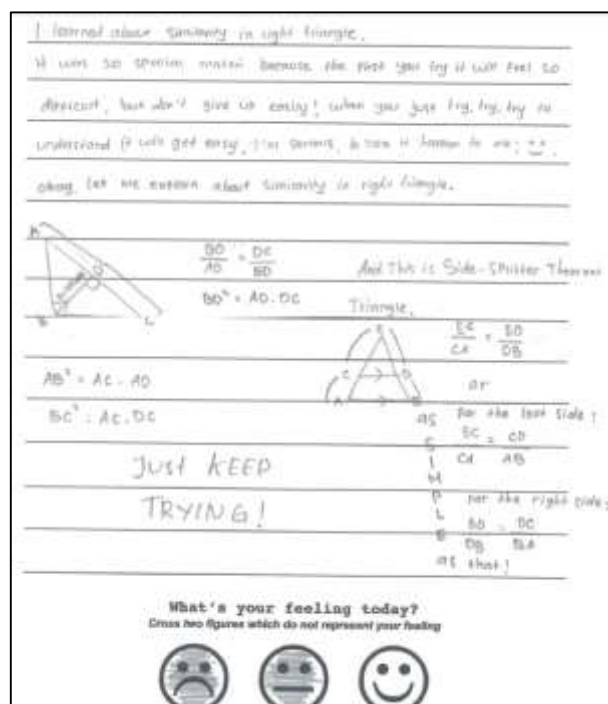 I learned about similarity in right triangle.
it was so special moment because the first you try it will feel so
difficult, but don't give up easily! when you just try, try, try to
understand it will get easy, I'm serious, it happen to me :
okay, let me explain about similarity in right triangle.
A
D
B
C
BD/AD = DC/BD
BD² = AD . DC
AB² = AC . AD
BC² = AC . DC
And This is Side-Splitter Theorem
Triangle,
E
C
D
A
B
EC/CA = ED/DB
or
for the left side :
EC/CA = CD/AB
for the right side :
as
S
I
M
P
L
E
as that!
JUST KEEP
TRYING!
What's your feeling today?
Cross two figures which do not represent your feeling